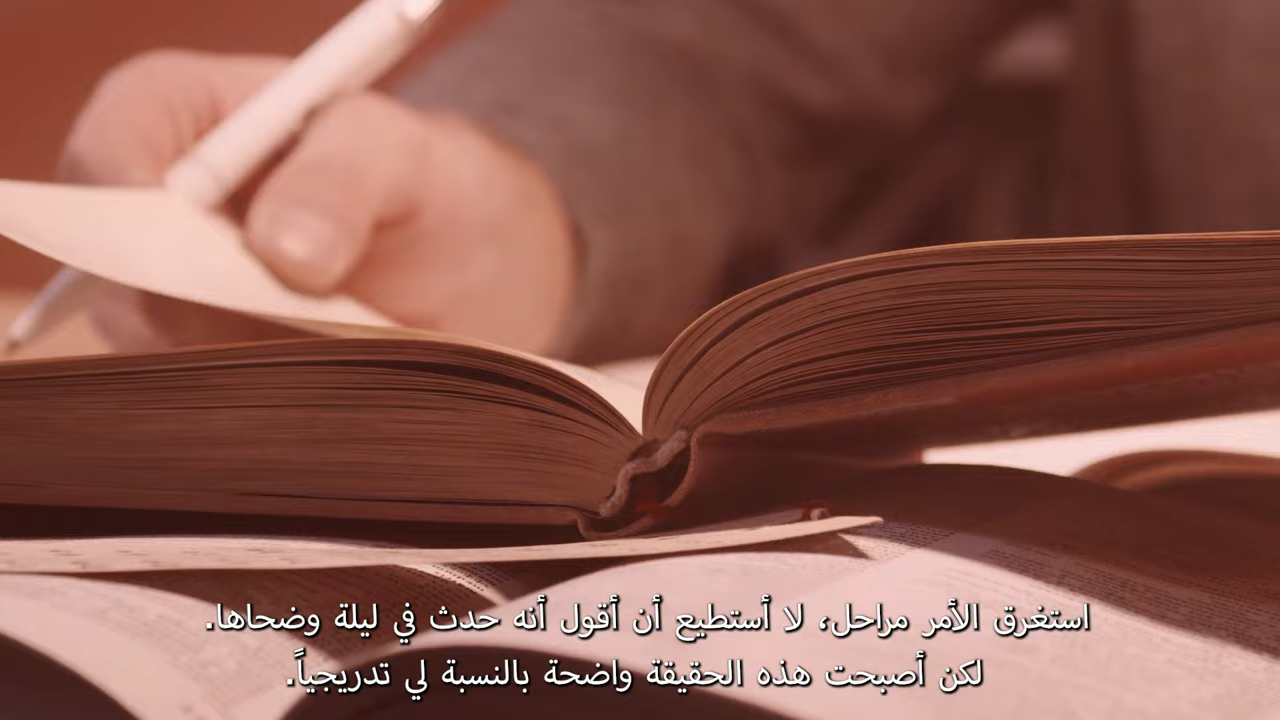 استغرق الأمر مراحل، لا أستطيع أن أقول أنه حدث في ليلة وضحاها.
لكن أصبحت هذه الحقيقة واضحة بالنسبة لي تدريجياً.